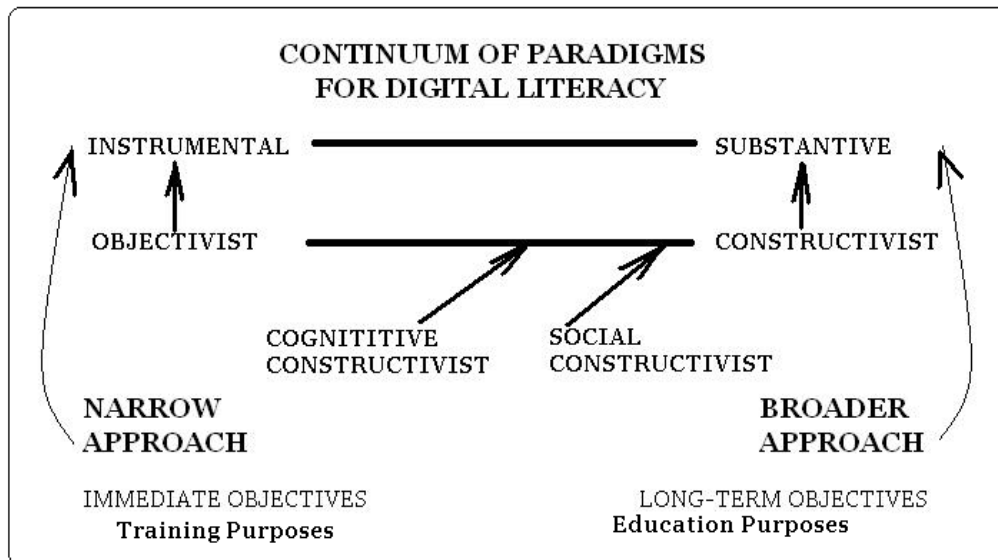 CONTINUUM OF PARADIGMS
FOR DIGITAL LITERACY
INSTRUMENTAL
SUBSTANTIVE
OBJECTIVIST
CONSTRUCTIVIST
COGNITITIVE
CONSTRUCTIVIST
SOCIAL
CONSTRUCTIVIST
NARROW
APPROACH
BROADER
APPROACH
IMMEDIATE OBJECTIVES
Training Purposes
LONG-TERM OBJECTIVES
Education Purposes